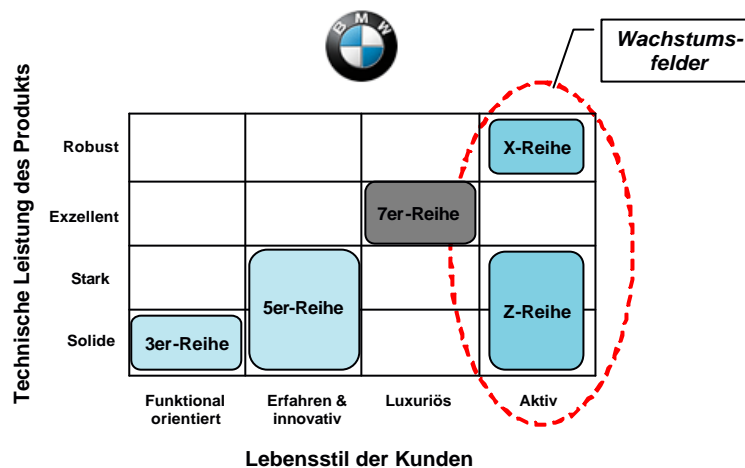 BMW
Wachstums-
felder
Technische Leistung des Produkts
Robust
X-Reihe
Exzellent
7er-Reihe
Stark
5er-Reihe
Z-Reihe
Solide
3er-Reihe
Funktional
orientiert
Erfahren &
innovativ
Luxuriös
Aktiv
Lebensstil der Kunden